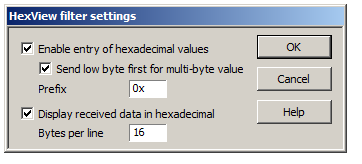 HexView filter settings
Enable entry of hexadecimal values
Send low byte first for multi-byte value
Prefix 0x
Display received data in hexadecimal
Bytes per line 16
OK
Cancel
Help